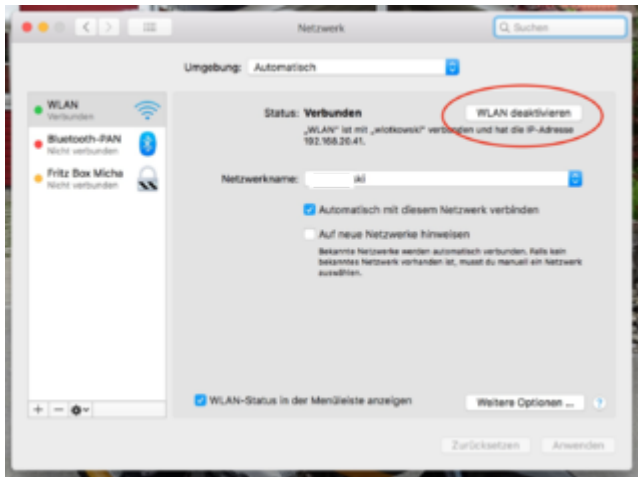 Netzwerk
Suchen
Umgebung: Automatisch
WLAN
Verbunden
Bluetooth-PAN
Nicht verbunden
Fritz Box Micha
Nicht verbunden
Status: Verbunden
WLAN deaktivieren
„WLAN“ ist mit „wiotkowski“ verbunden und hat die IP-Adresse
192.168.20.41.
Netzwerkname: ski
Automatisch mit diesem Netzwerk verbinden
Auf neue Netzwerke hinweisen
Bekannte Netzwerke werden automatisch verbunden. Falls kein
bekanntes Netzwerk vorhanden ist, musst du manuell ein Netzwerk
auswählen.
WLAN-Status in der Menüleiste anzeigen
Weitere Optionen ...
?
Zurücksetzen
Anwenden